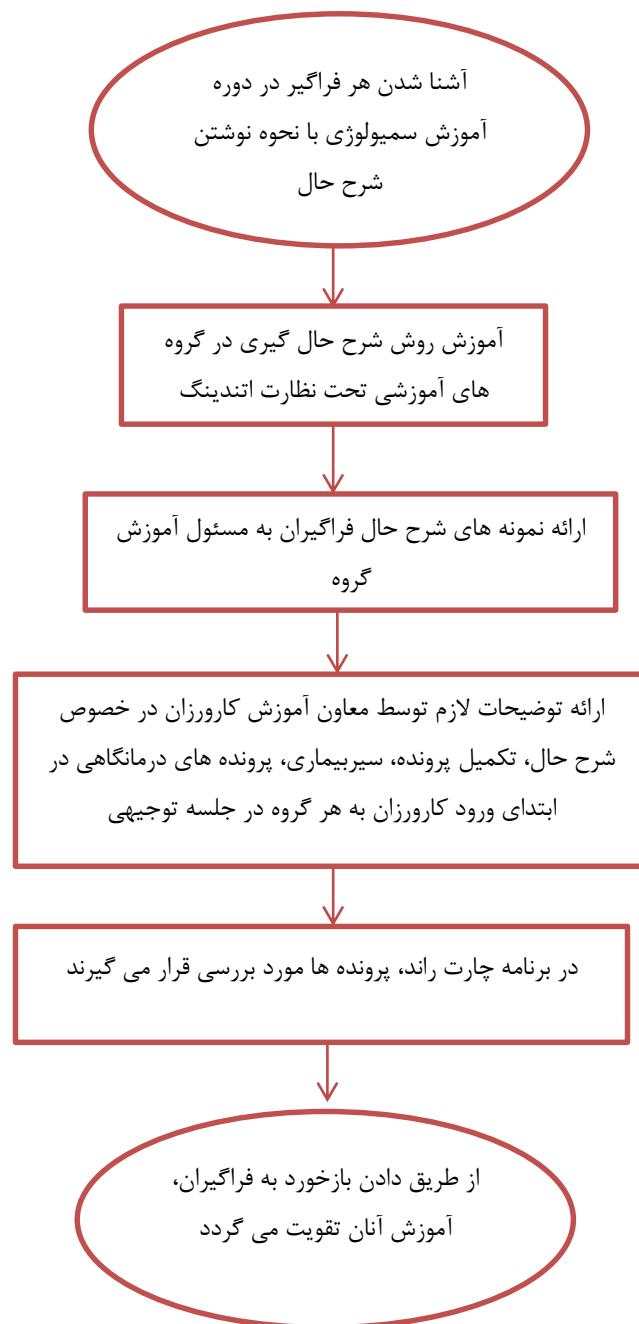 آشنا شدن هر فراگیر در دوره
آموزش سمیولوژی با نحوه نوشتن
شرح حال
آموزش روش شرح حال گیری در گروه
های آموزشی تحت نظارت اتندینگ
ارائه نمونه های شرح حال فراگیران به مسئول آموزش
گروه
ارائه توضیحات لازم توسط معاون آموزش کارورزان در خصوص
شرح حال، تکمیل پرونده، سیربیماری، پرونده های درمانگاهی در
ابتدای ورود کارورزان به هر گروه در جلسه توجیهی
در برنامه چارت راند، پرونده ها مورد بررسی قرار می گیرند
از طریق دادن بازخورد به فراگیران،
آموزش آنان تقویت می گردد